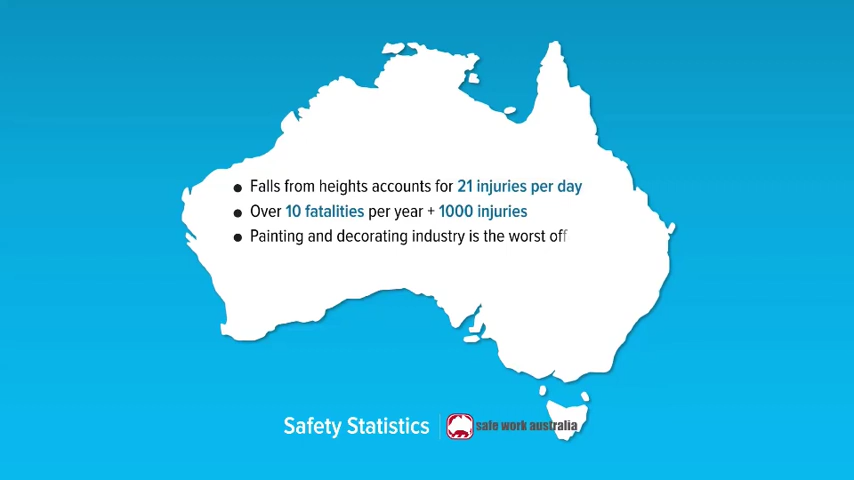 ● Falls from heights accounts for 21 injuries per day
● Over 10 fatalities per year + 1000 injuries
● Painting and decorating industry is the worst off
Safety Statistics | safe work australia